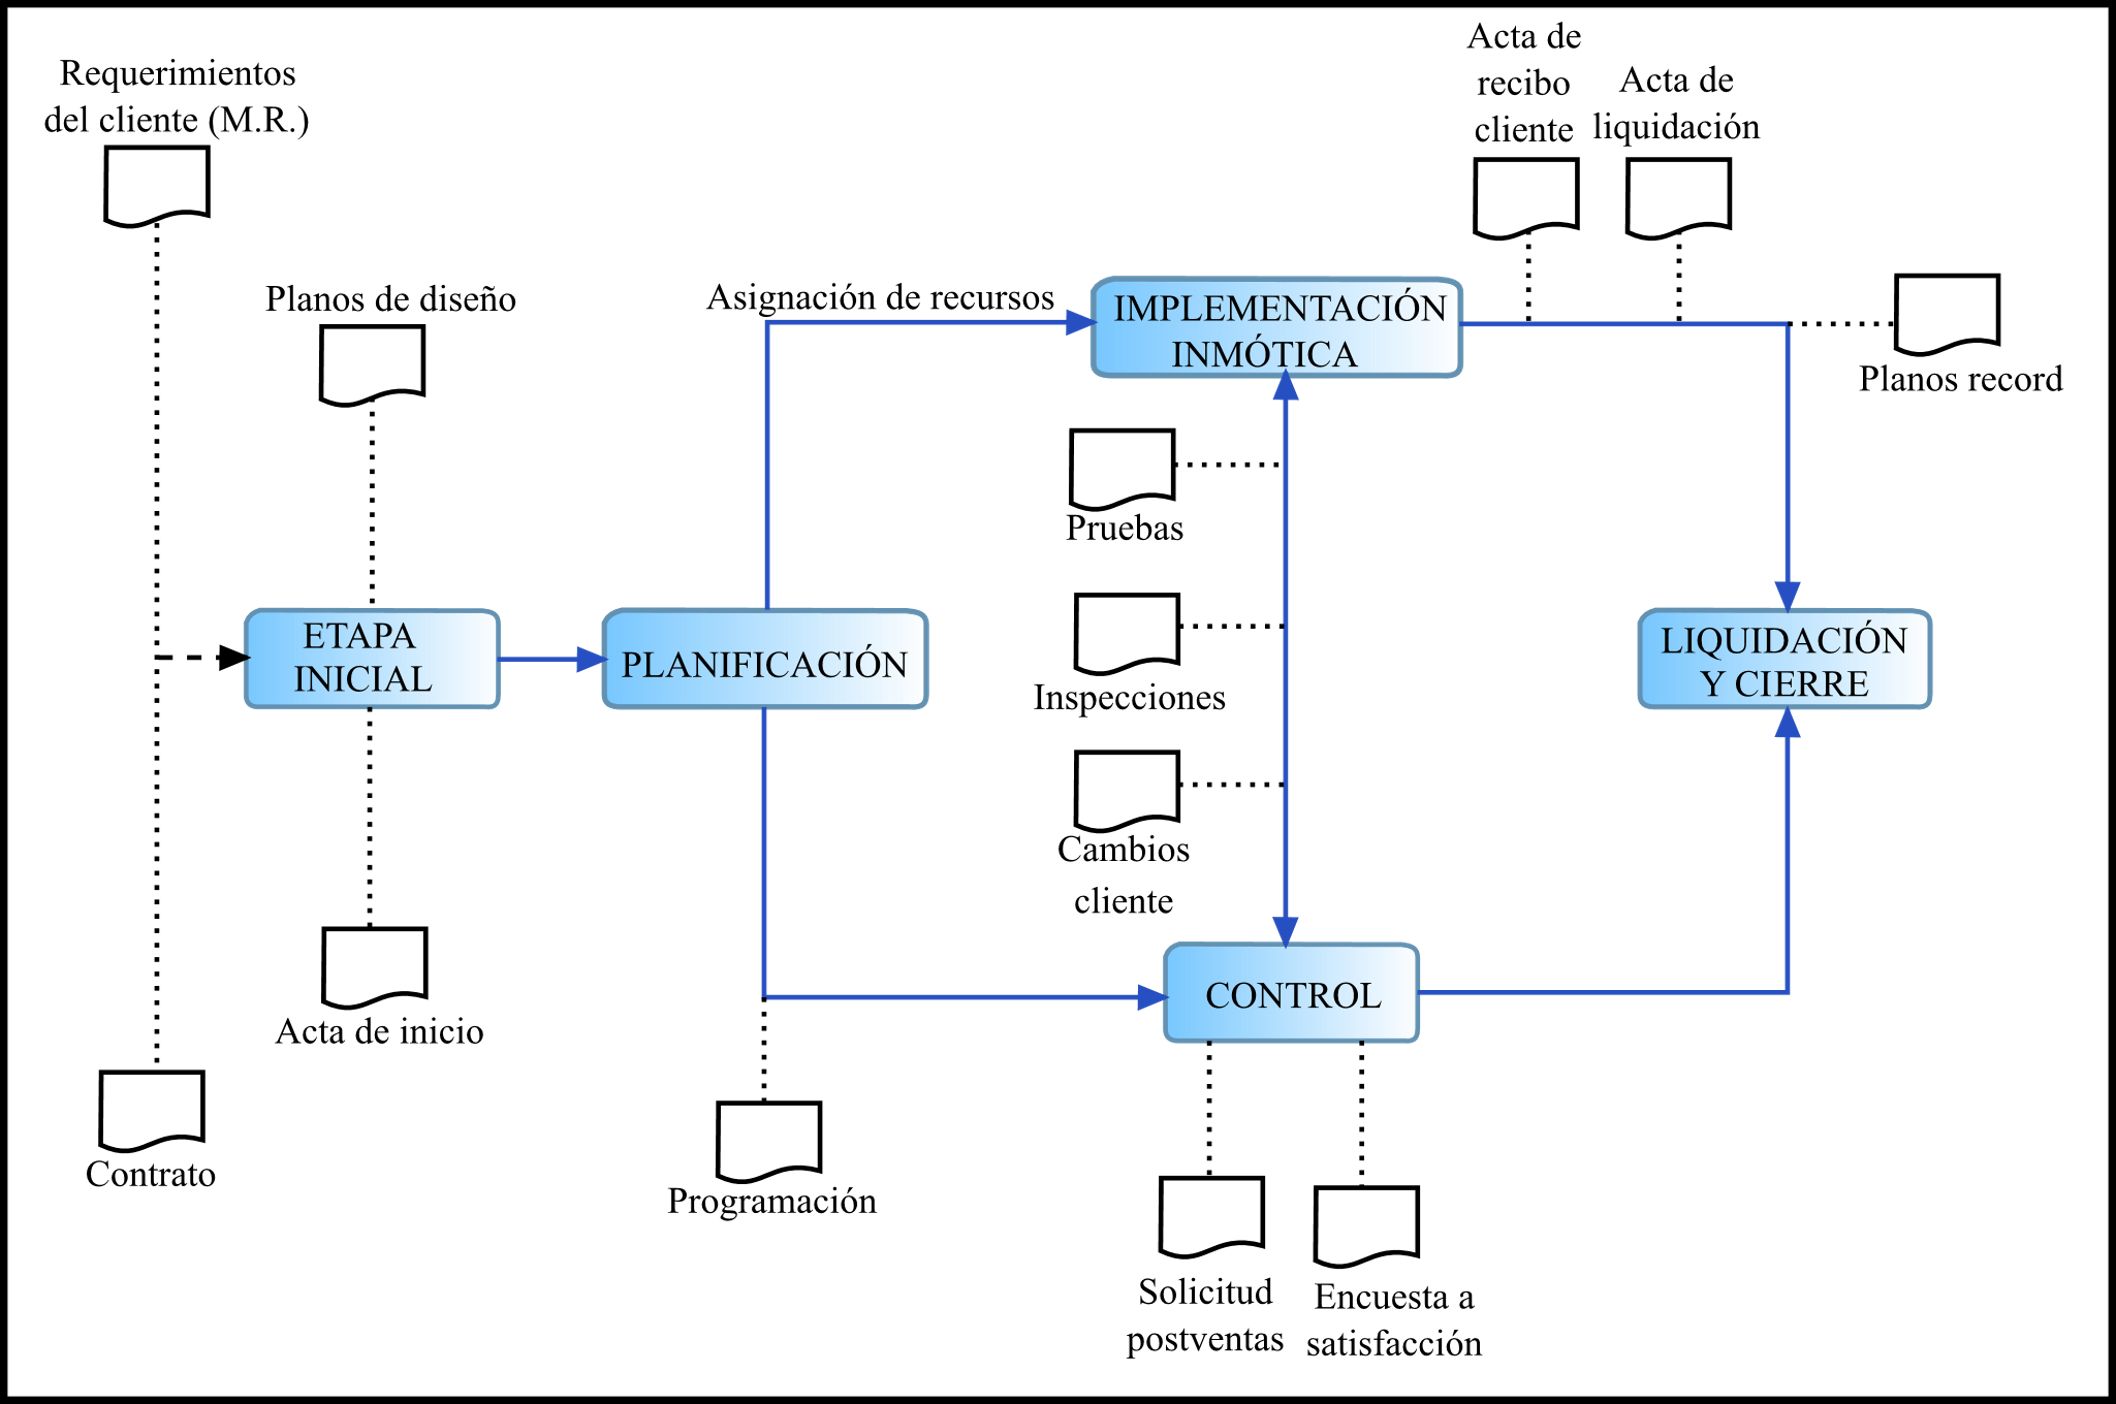 Requerimientos
del cliente (M.R.)
Acta de
recibo
cliente
Acta de
liquidación
Planos de diseño
Asignación de recursos
IMPLEMENTACIÓN
INMÓTICA
Planos record
Pruebas
ETAPA
INICIAL
PLANIFICACIÓN
Inspecciones
LIQUIDACIÓN
Y CIERRE
Cambios
cliente
CONTROL
Acta de inicio
Contrato
Programación
Solicitud
postventas
Encuesta a
satisfacción